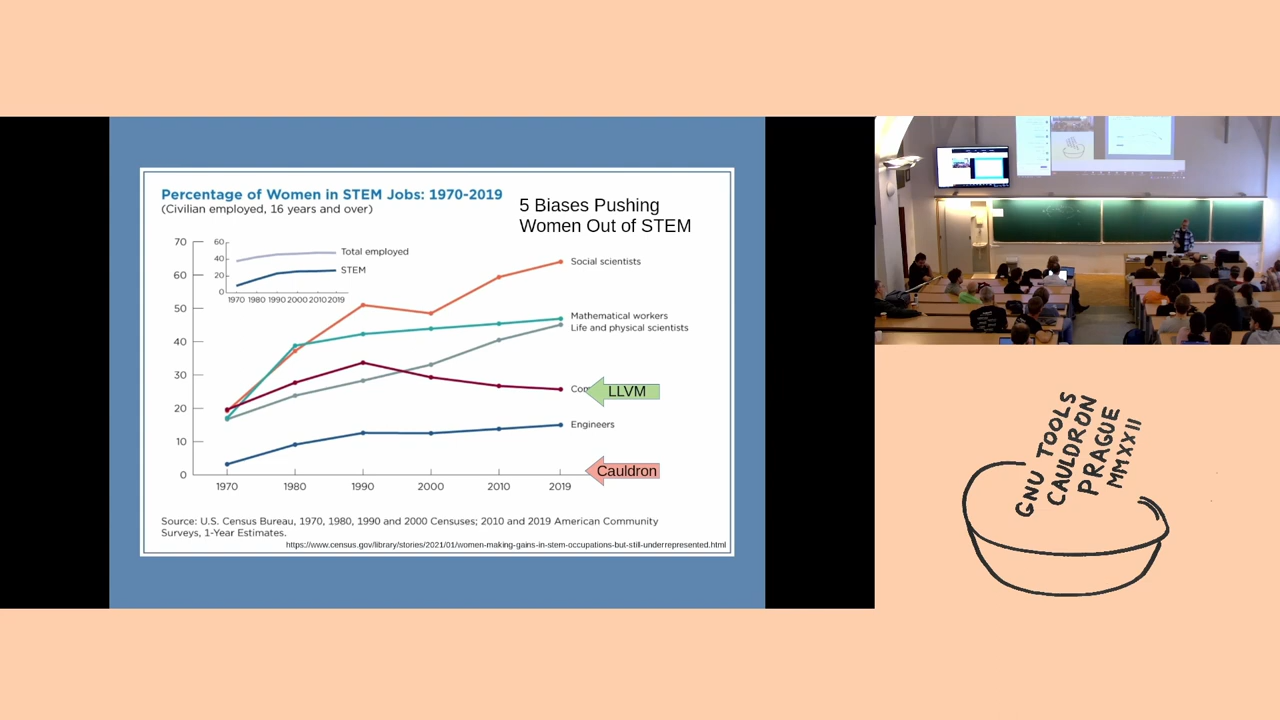 Percentage of Women in STEM Jobs: 1970-2019
(Civilian employed, 16 years and over)
5 Biases Pushing
Women Out of STEM
70
60
50
40
30
20
10
0
60
40
20
0
Total employed
STEM
1970 1980 1990 2000 2010 2019
Social scientists
Mathematical workers
Life and physical scientists
Com
LLVM
Engineers
Cauldron
1970 1980 1990 2000 2010 2019
Source: U.S. Census Bureau, 1970, 1980, 1990 and 2000 Censuses; 2010 and 2019 American Community
Surveys, 1-Year Estimates.
https://www.census.gov/library/stories/2021/01/women-making-gains-in-stem-occupations-but-still-underrepresented.html
GNU TOOLS
CAULDRON
PRAGUE
MMXXII